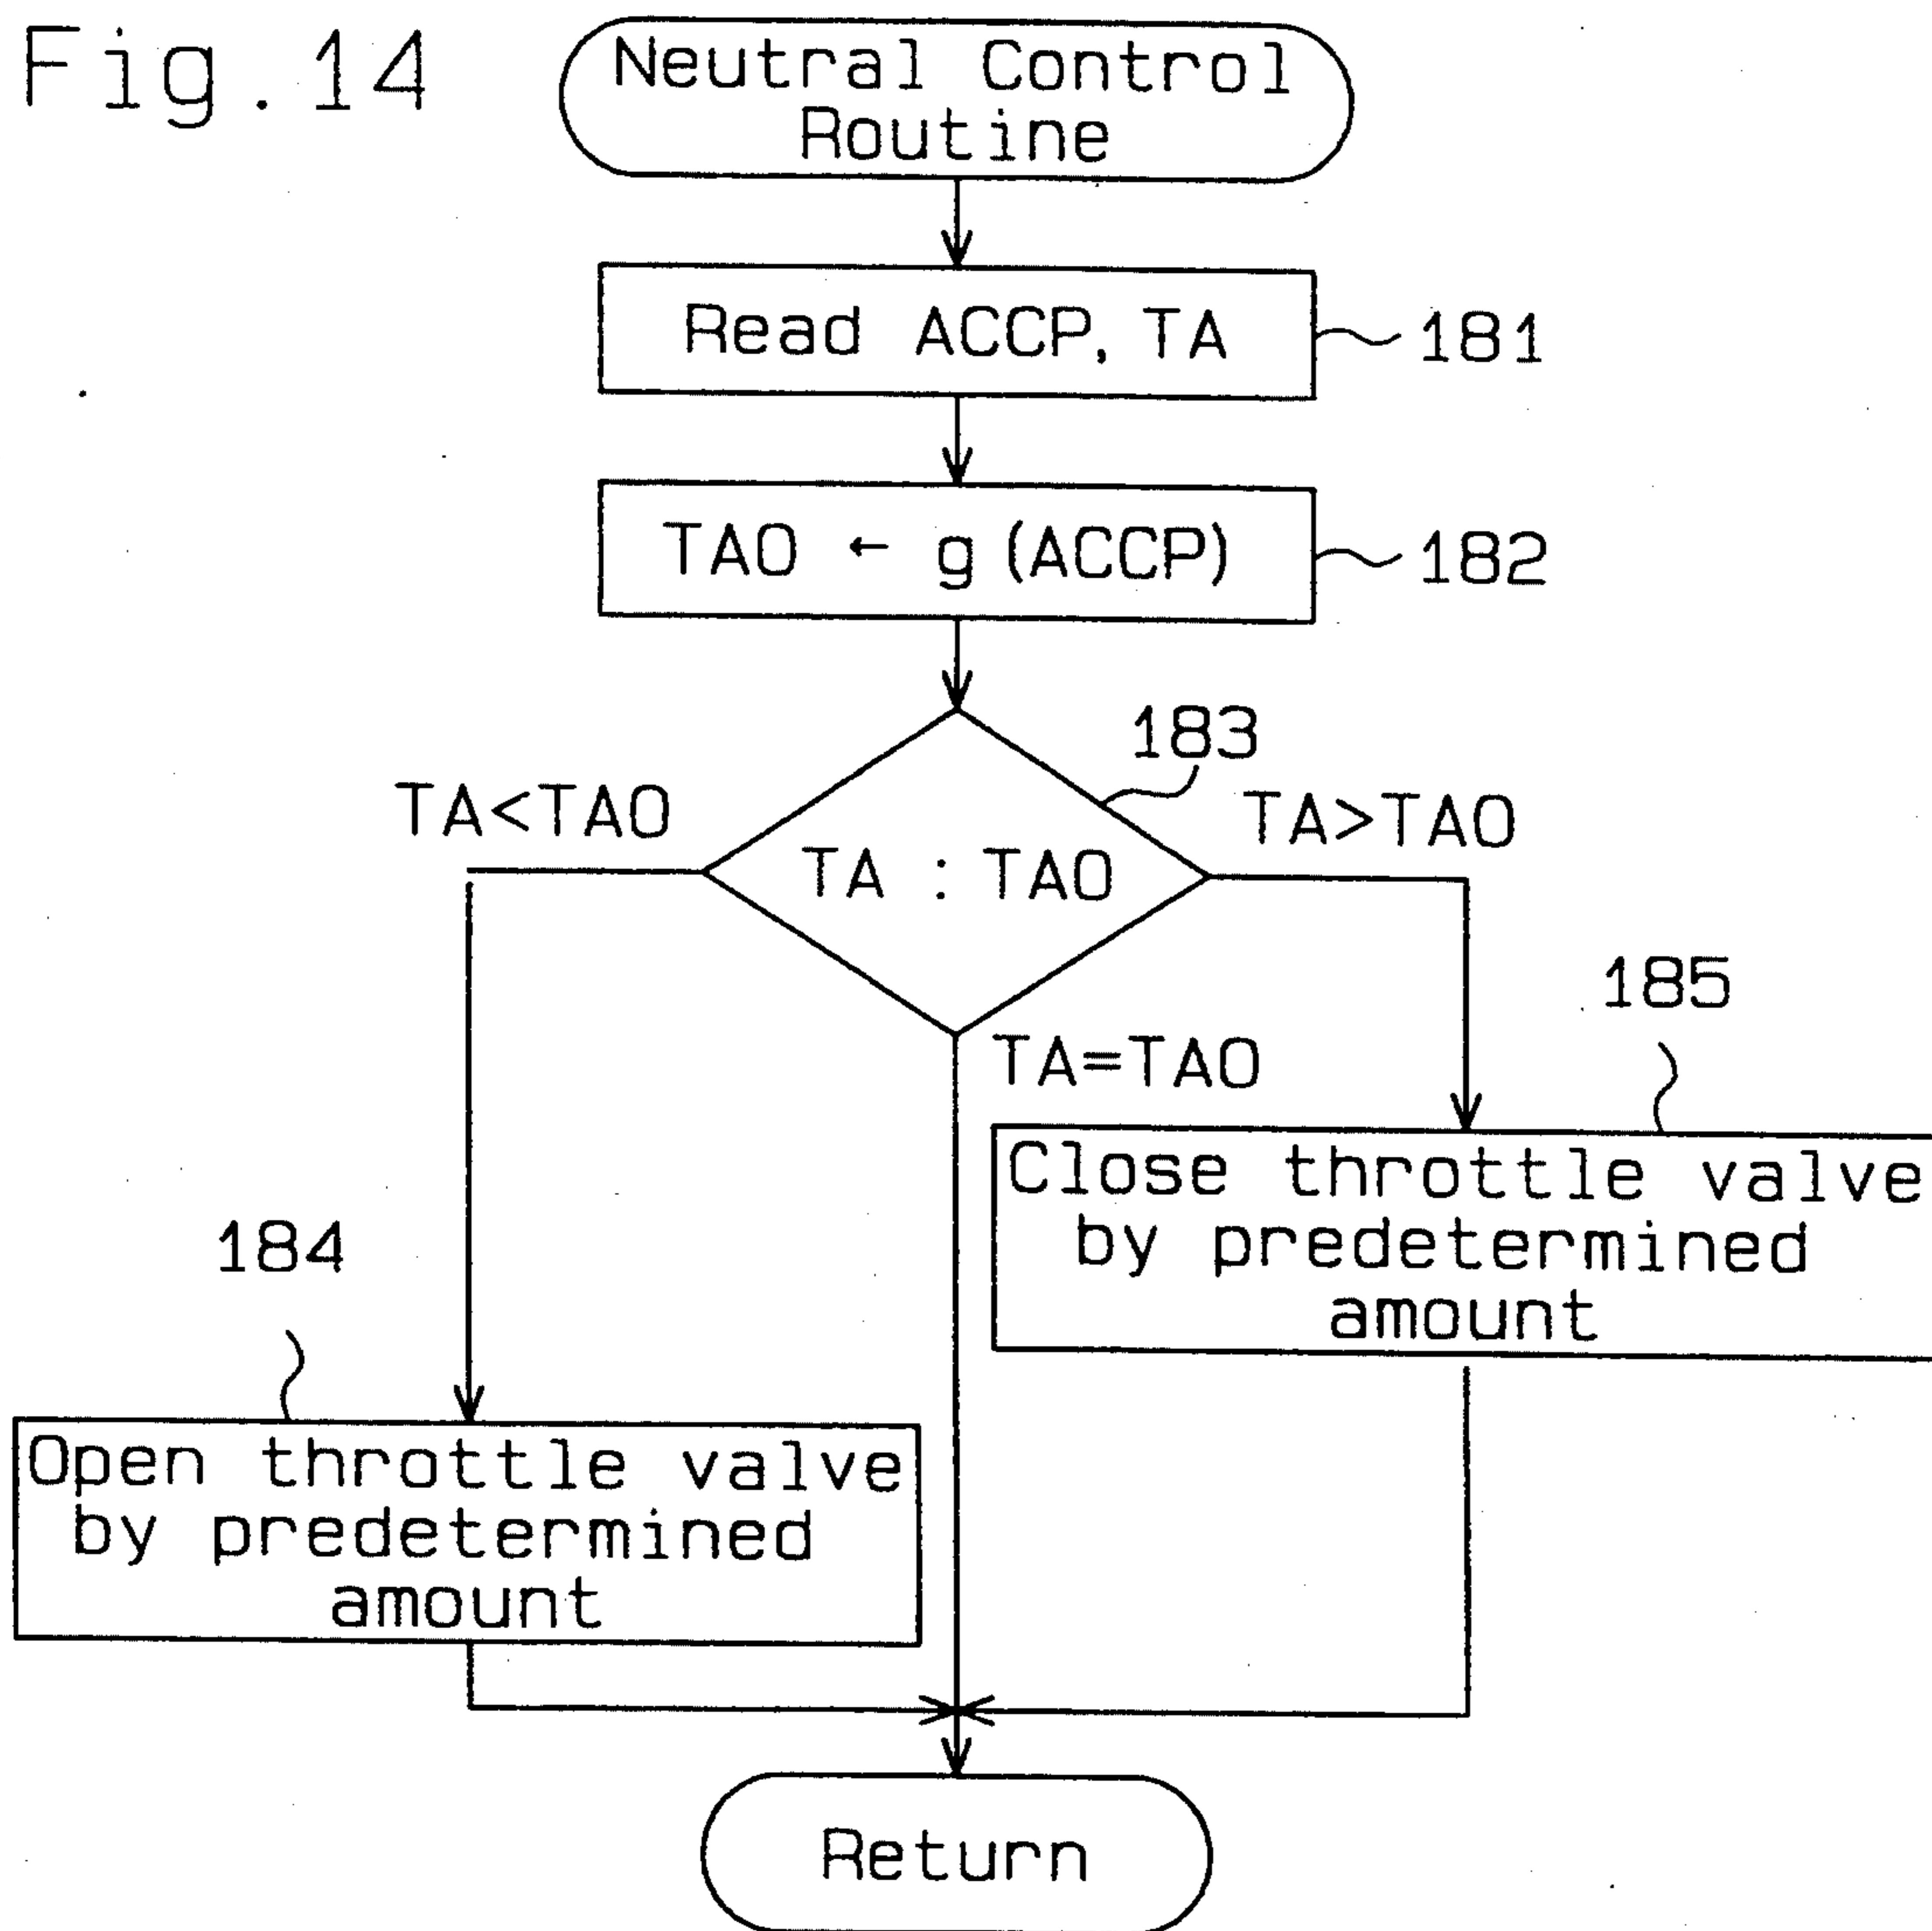 Fig.14
Neutral Control
Routine
Read ACCP, TA
181
TAO ← g (ACCP)
182
183
TA<TAO
TA>TAO
TA : TAO
TA=TAO
185
Close throttle valve
by predetermined
amount
184
Open throttle valve
by predetermined
amount
Return